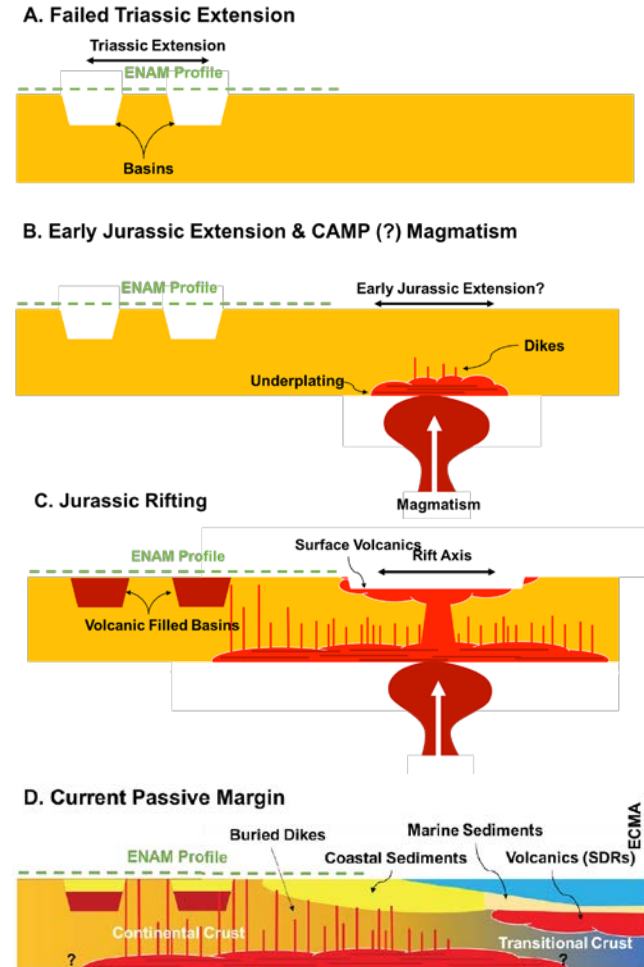 A. Failed Triassic Extension
Triassic Extension
ENAM Profile
Basins
B. Early Jurassic Extension & CAMP (?) Magmatism
ENAM Profile
Early Jurassic Extension?
Dikes
Underplating
Magmatism
C. Jurassic Rifting
Surface Volcanics
ENAM Profile
Rift Axis
Volcanic Filled Basins
D. Current Passive Margin
ECMA
Marine Sediments
Buried Dikes
ENAM Profile
Coastal Sediments
Volcanics (SDRs)
Continental Crust
Transitional Crust
?
?